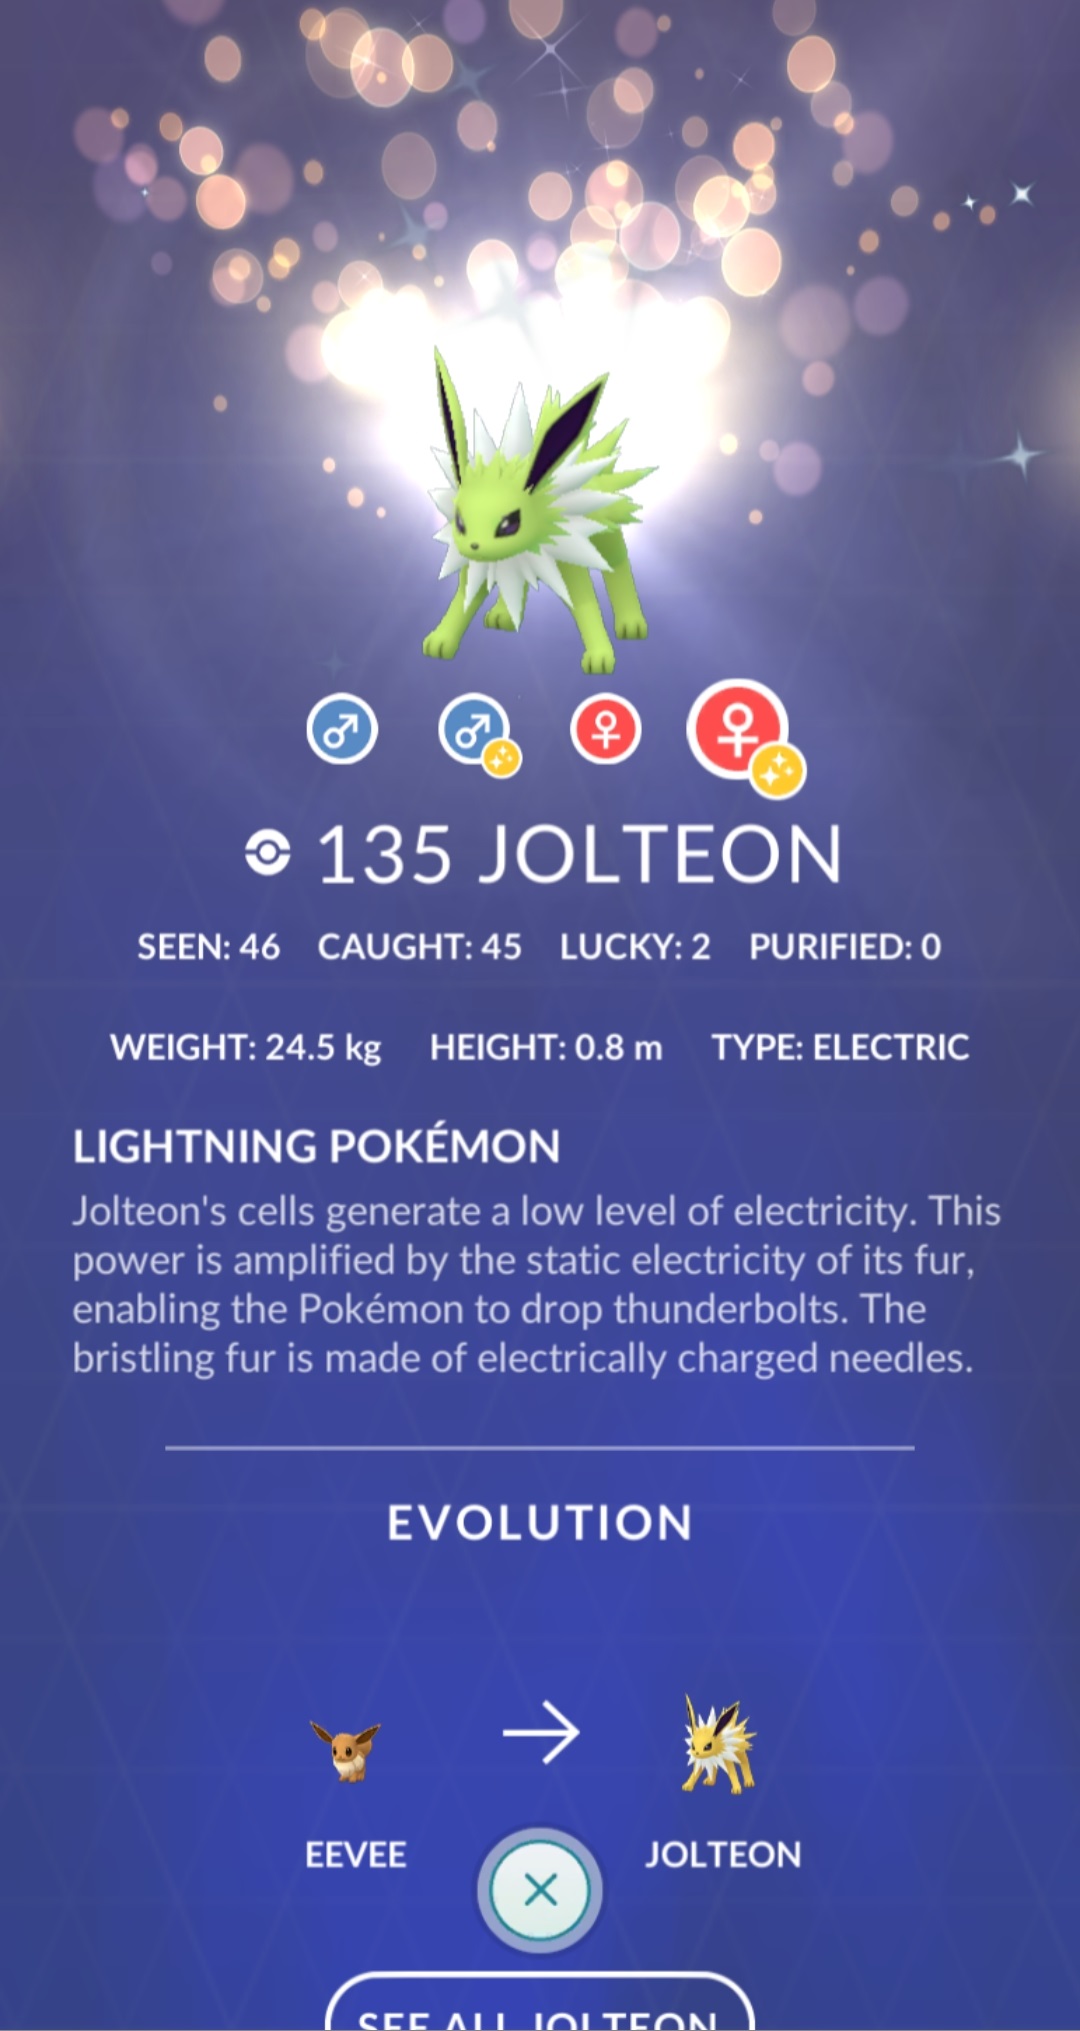 135 JOLTEON
SEEN: 46 CAUGHT: 45 LUCKY: 2 PURIFIED: 0
WEIGHT: 24.5 kg HEIGHT: 0.8 m TYPE: ELECTRIC
LIGHTNING POKÉMON
Jolteon's cells generate a low level of electricity. This
power is amplified by the static electricity of its fur,
enabling the Pokémon to drop thunderbolts. The
bristling fur is made of electrically charged needles.
EVOLUTION
EEVEE JOLTEON
SEE ALL JOLTEON